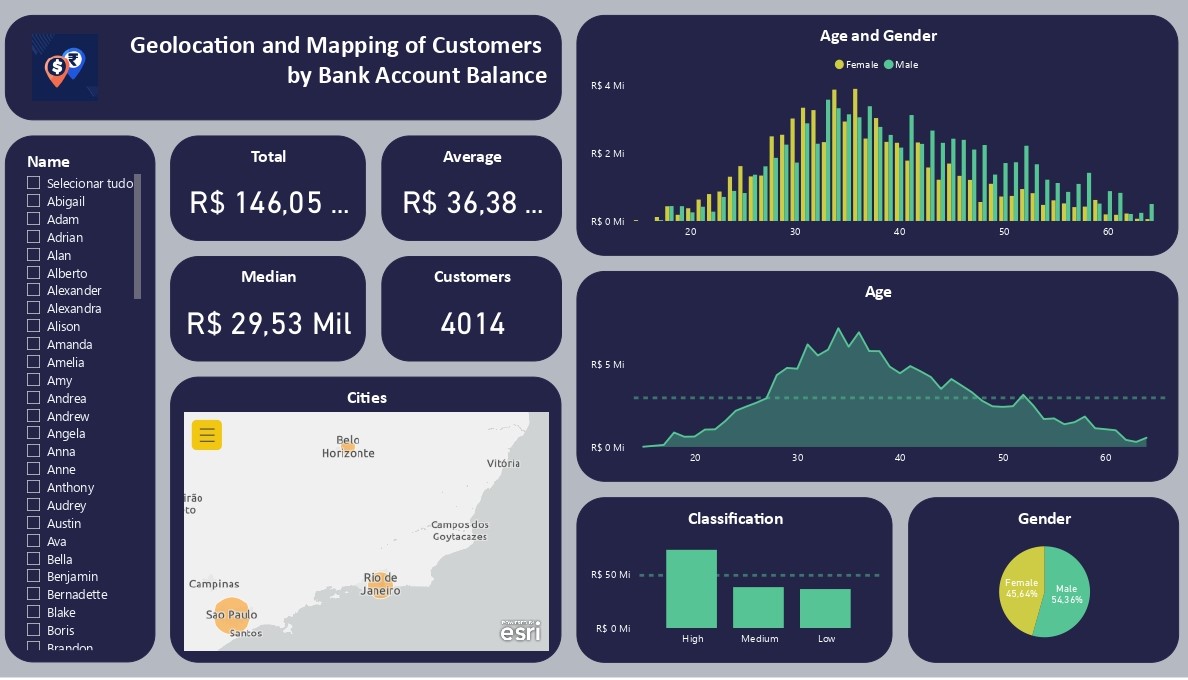 Geolocation and Mapping of Customers
by Bank Account Balance
$
₹
Name
Selecionar tudo
Abigail
Adam
Adrian
Alan
Alberto
Alexander
Alexandra
Alison
Amanda
Amelia
Amy
Andrea
Andrew
Angela
Anna
Anne
Anthony
Audrey
Austin
Ava
Bella
Benjamin
Bernadette
Blake
Boris
Brandon
Total
R$ 146,05 ...
Average
R$ 36,38 ...
Median
R$ 29,53 Mil
Customers
4014
Cities
Belo
Horizonte
Vitória
irão
to
Campos dos
Goytacazes
Campinas
Rio de
Janeiro
São Paulo
Santos
POWERED BY
esri
Age and Gender
Female Male
R$ 4 Mi
R$ 2 Mi
R$ 0 Mi
20 30 40 50 60
Age
R$ 5 Mi
R$ 0 Mi
20 30 40 50 60
Classification
R$ 50 Mi
R$ 0 Mi
High Medium Low
Gender
Female
45,64%
Male
54,36%